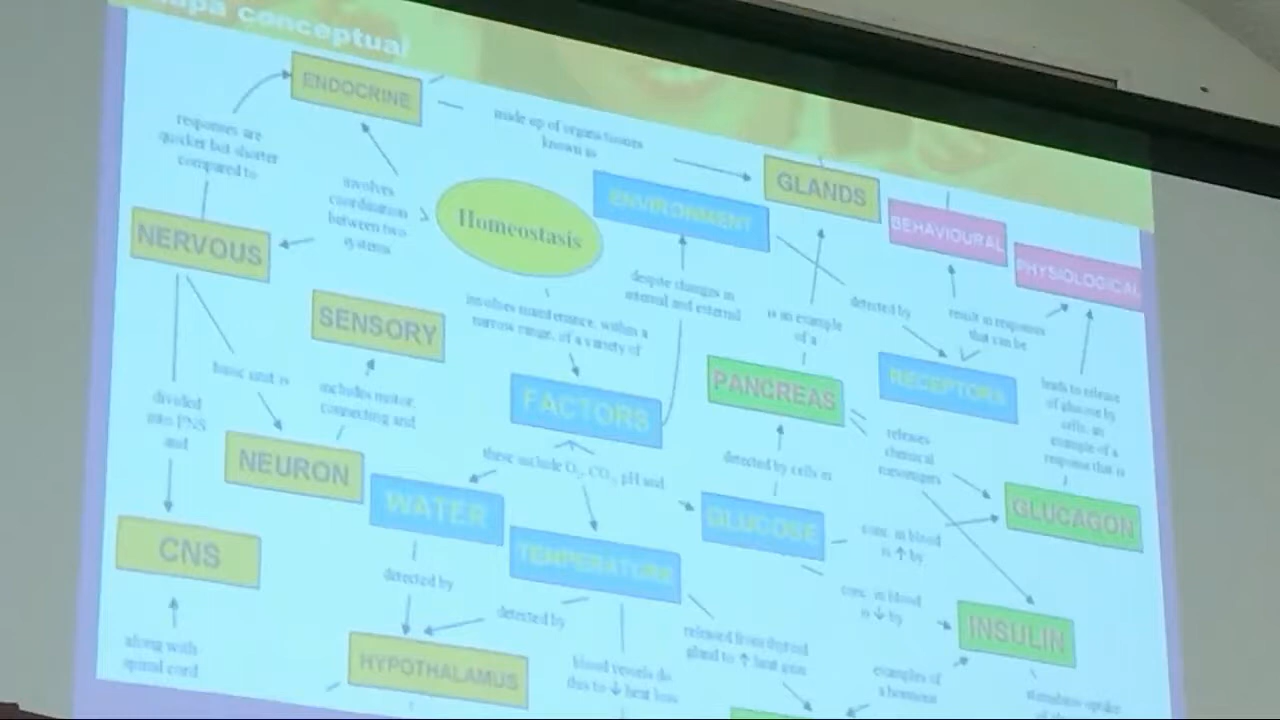 mapa conceptual
ENDOCRINE
made up of organs/tissues
known as
GLANDS
responses are
quicker but shorter
compared to
involves
coordination
between two
systems
Homeostasis
ENVIRONMENT
BEHAVIOURAL
PHYSIOLOGICAL
NERVOUS
despite changes in
internal and external
is an example
of a
detected by
result in responses
that can be
SENSORY
involves maintenance, within a
narrow range, of a variety of
PANCREAS
RECEPTORS
basic unit is
includes motor,
connecting and
FACTORS
leads to release
of glucose by
cells, an
example of a
response that is
divided
into PNS
and
releases
chemical
messengers
NEURON
these include O₂, CO₂, pH and
detected by cells in
WATER
GLUCOSE
GLUCAGON
CNS
TEMPERATURE
conc. in blood
is ↑ by
detected by
conc. in blood
is ↓ by
detected by
INSULIN
along with
spinal cord
HYPOTHALAMUS
blood vessels do
this to ↓ heat loss
released from thyroid
gland to ↑ heat gain
examples of
a hormone
stimulates uptake